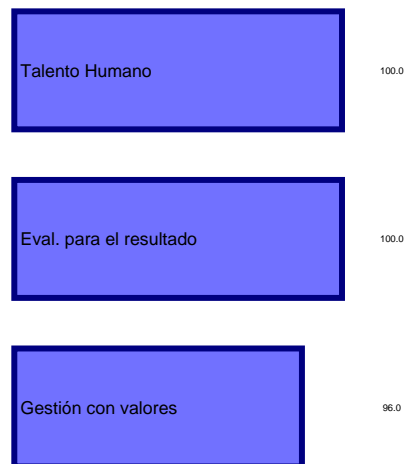 Talento Humano 100.0
Eval. para el resultado 100.0
Gestión con valores 96.0